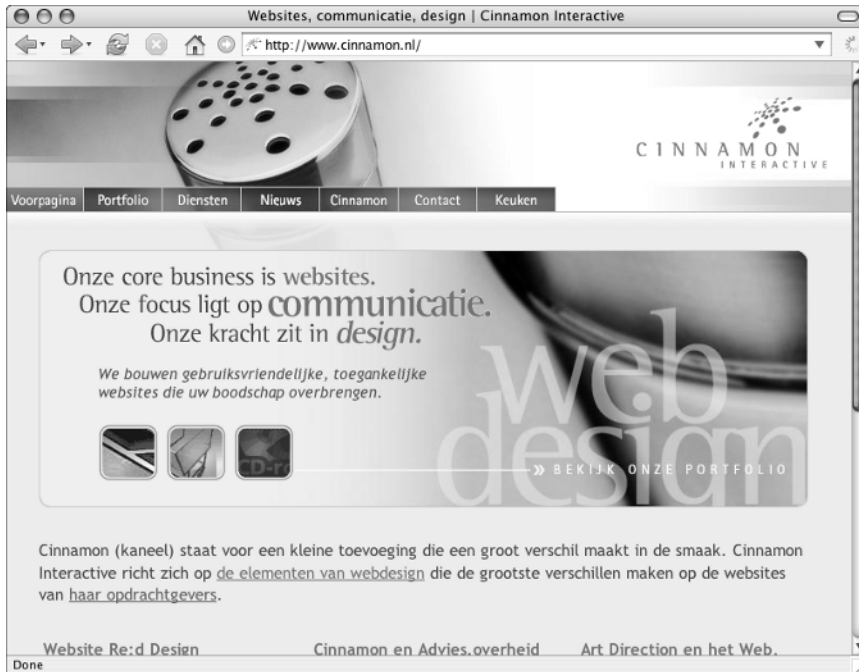 Websites, communicatie, design | Cinnamon Interactive
http://www.cinnamon.nl/
CINNAMON
INTERACTIVE
Voorpagina Portfolio Diensten Nieuws Cinnamon Contact Keuken
Onze core business is websites.
Onze focus ligt op communicatie.
Onze kracht zit in design.
We bouwen gebruiksvriendelijke, toegankelijke
websites die uw boodschap overbrengen.
web
design
CD-ro
» BEKIJK ONZE PORTFOLIO
Cinnamon (kaneel) staat voor een kleine toevoeging die een groot verschil maakt in de smaak. Cinnamon
Interactive richt zich op de elementen van webdesign die de grootste verschillen maken op de websites
van haar opdrachtgevers.
Website Re:d Design Cinnamon en Advies.overheid Art Direction en het Web.
Done